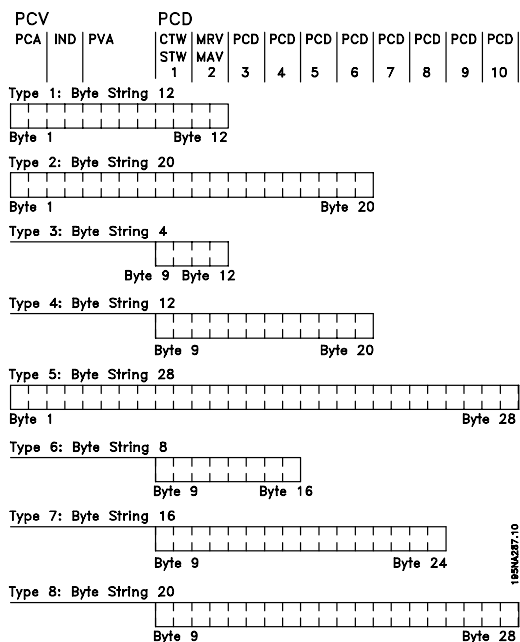 PCV PCD
PCA IND PVA CTW MRV PCD PCD PCD PCD PCD PCD PCD PCD
STW MAV
1 2 3 4 5 6 7 8 9 10
Type 1: Byte String 12
Byte 1 Byte 12
Type 2: Byte String 20
Byte 1 Byte 20
Type 3: Byte String 4
Byte 9 Byte 12
Type 4: Byte String 12
Byte 9 Byte 20
Type 5: Byte String 28
Byte 1 Byte 28
Type 6: Byte String 8
Byte 9 Byte 16
Type 7: Byte String 16
Byte 9 Byte 24
Type 8: Byte String 20
Byte 9 Byte 28
195NA287.10